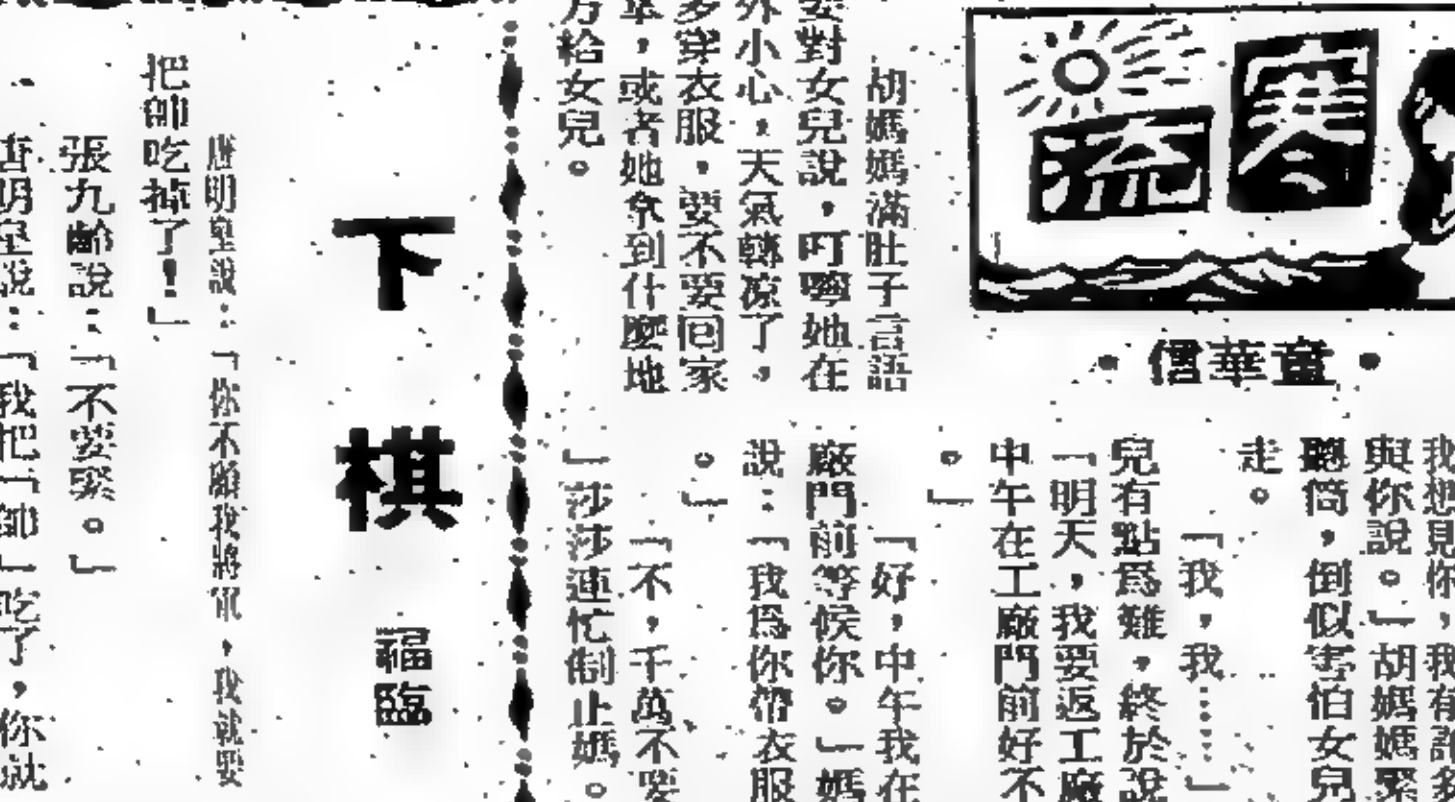 寒流
•信華童•
我想見你，我有許多
與你說。」胡媽媽緊
聽筒，倒似害怕女兒
走。
「我，我……」
兒有點爲難，終於說
「明天，我要返工廠
中午在工廠門前好不
。」
「好，中午我在
廠門前等候你。」媽
說：「我爲你帶衣服
。」
「不，千萬不要
」莎莎連忙制止媽。
胡媽媽滿肚子言語
要對女兒說，叮嚀她在
外小心，天氣轉凉了，
多穿衣服，要不要囘家
，或者她拿到什麼地
方給女兒。
下棋
福臨
唐明皇說：「你不願我將軍，我就要
把帥吃掉了！」
張九齡說：「不要緊。」
唐明皇說：「我把「帥」吃了，你就